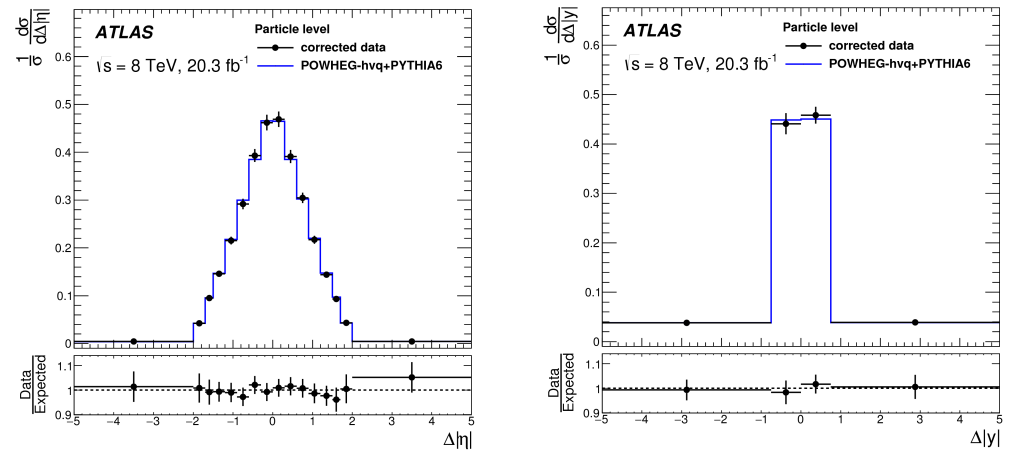 1/σ dσ/dΔ|η|
ATLAS
Particle level
corrected data
√s = 8 TeV, 20.3 fb⁻¹
POWHEG-hvq+PYTHIA6
0.6
0.5
0.4
0.3
0.2
0.1
0
Data/Expected
1.1
1
0.9
−5 −4 −3 −2 −1 0 1 2 3 4 5
Δ|η|
1/σ dσ/dΔ|y|
ATLAS
Particle level
corrected data
√s = 8 TeV, 20.3 fb⁻¹
POWHEG-hvq+PYTHIA6
0.6
0.5
0.4
0.3
0.2
0.1
0
Data/Expected
1.1
1
0.9
−5 −4 −3 −2 −1 0 1 2 3 4 5
Δ|y|